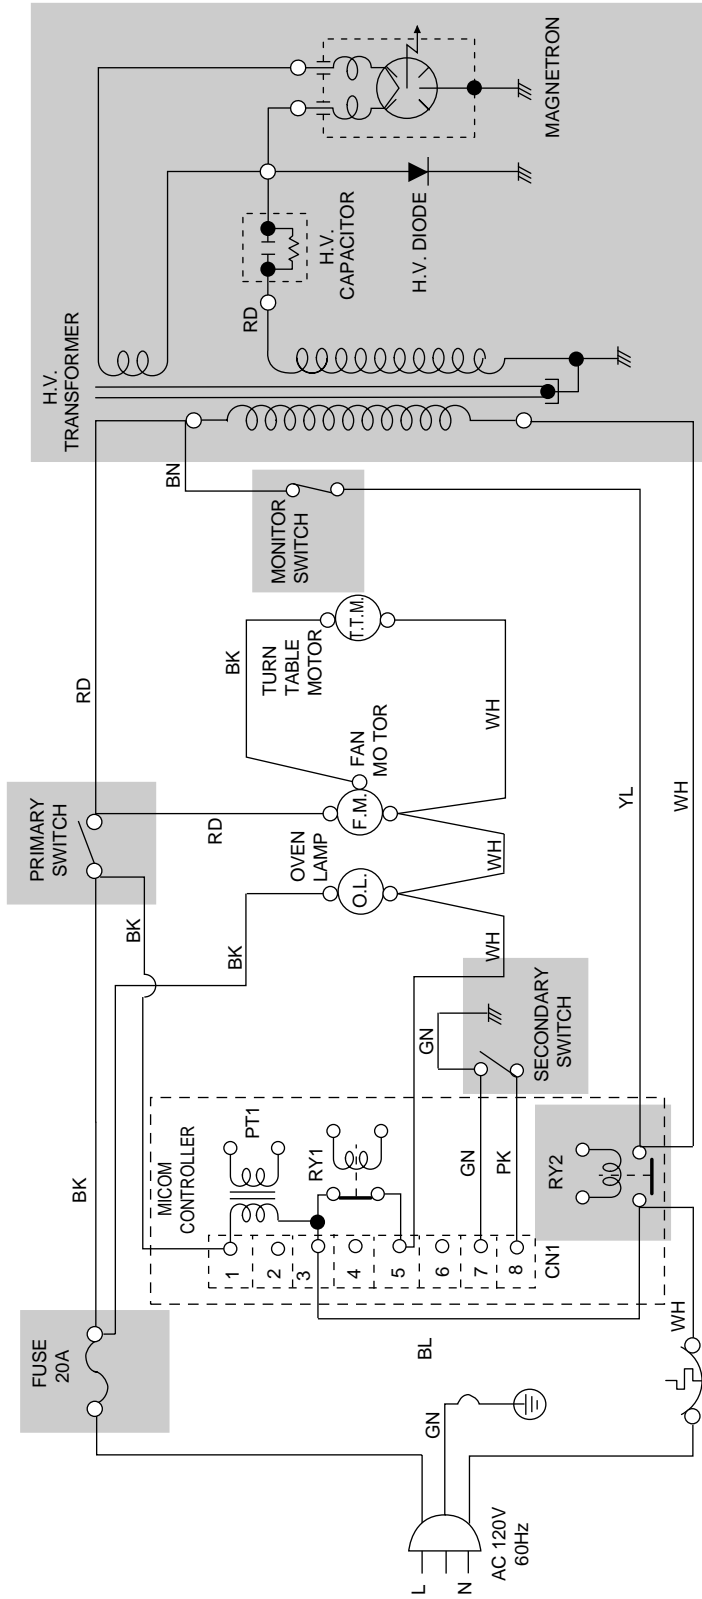 MAGNETRON
H.V.
TRANSFORMER
H.V.
CAPACITOR
H.V. DIODE
RD
BN
MONITOR
SWITCH
RD
BK
TURN
TABLE
MOTOR
T.T.M.
WH
FAN
MO TOR
F.M.
PRIMARY
SWITCH
RD
OVEN
LAMP
O.L.
WH
YL
WH
BK
BK
WH
SECONDARY
SWITCH
GN
BK
MICOM
CONTROLLER
PT1
RY1
GN
PK
RY2
1
2
3
4
5
6
7
8
CN1
FUSE
20A
BL
WH
GN
L
N
AC 120V
60Hz